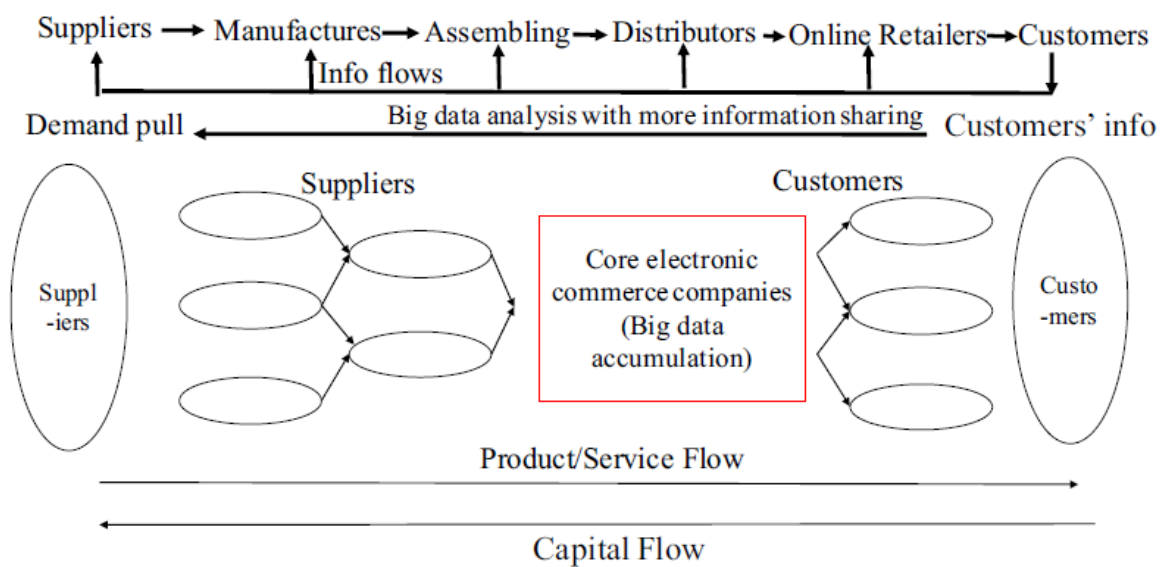 Suppliers Manufactures Assembling Distributors Online Retailers Customers
Info flows
Big data analysis with more information sharing
Demand pull Customers' info
Suppliers Customers
Suppl
-iers
Core electronic
commerce companies
(Big data
accumulation)
Custo
-mers
Product/Service Flow
Capital Flow